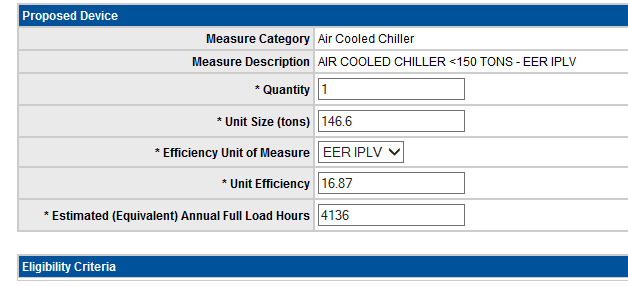 Proposed Device
Measure Category Air Cooled Chiller
Measure Description AIR COOLED CHILLER <150 TONS - EER IPLV
* Quantity 1
* Unit Size (tons) 146.6
* Efficiency Unit of Measure EER IPLV
* Unit Efficiency 16.87
* Estimated (Equivalent) Annual Full Load Hours 4136
Eligibility Criteria